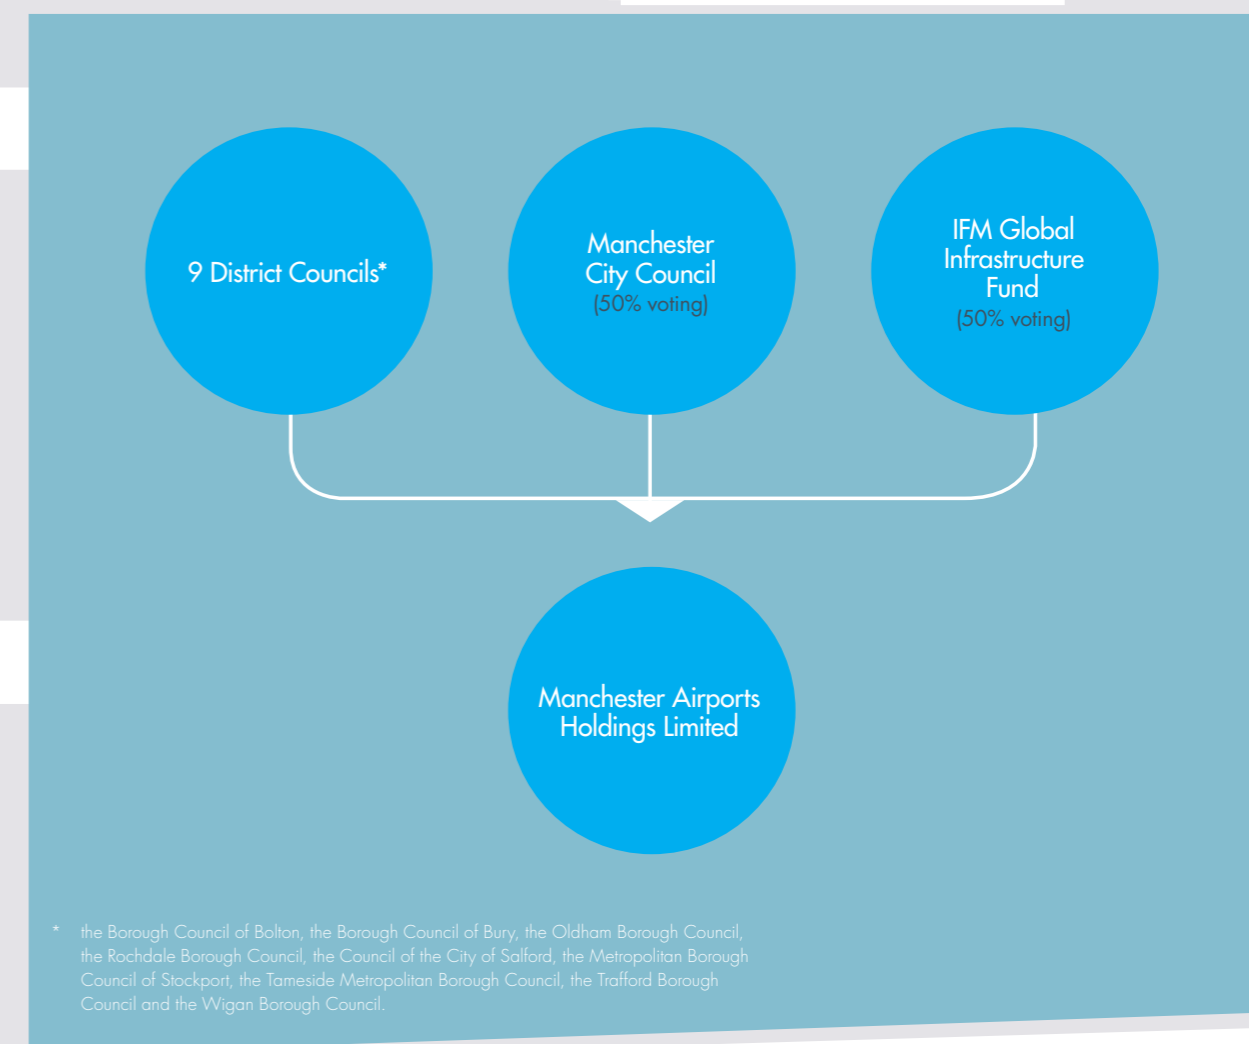 9 District Councils*
Manchester
City Council
(50% voting)
IFM Global
Infrastructure
Fund
(50% voting)
Manchester Airports
Holdings Limited
* the Borough Council of Bolton, the Borough Council of Bury, the Oldham Borough Council,
the Rochdale Borough Council, the Council of the City of Salford, the Metropolitan Borough
Council of Stockport, the Tameside Metropolitan Borough Council, the Trafford Borough
Council and the Wigan Borough Council.